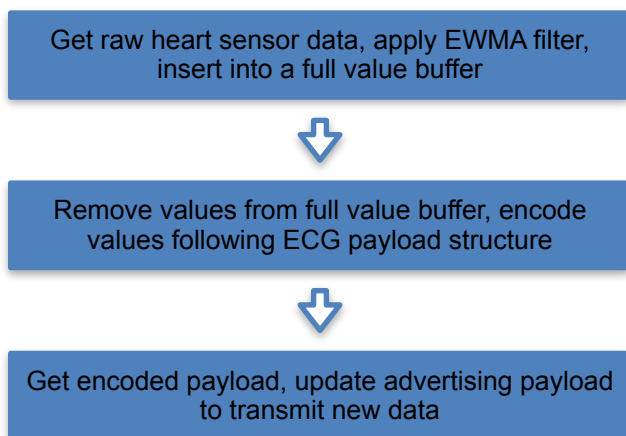 Get raw heart sensor data, apply EWMA filter,
insert into a full value buffer
Remove values from full value buffer, encode
values following ECG payload structure
Get encoded payload, update advertising payload
to transmit new data